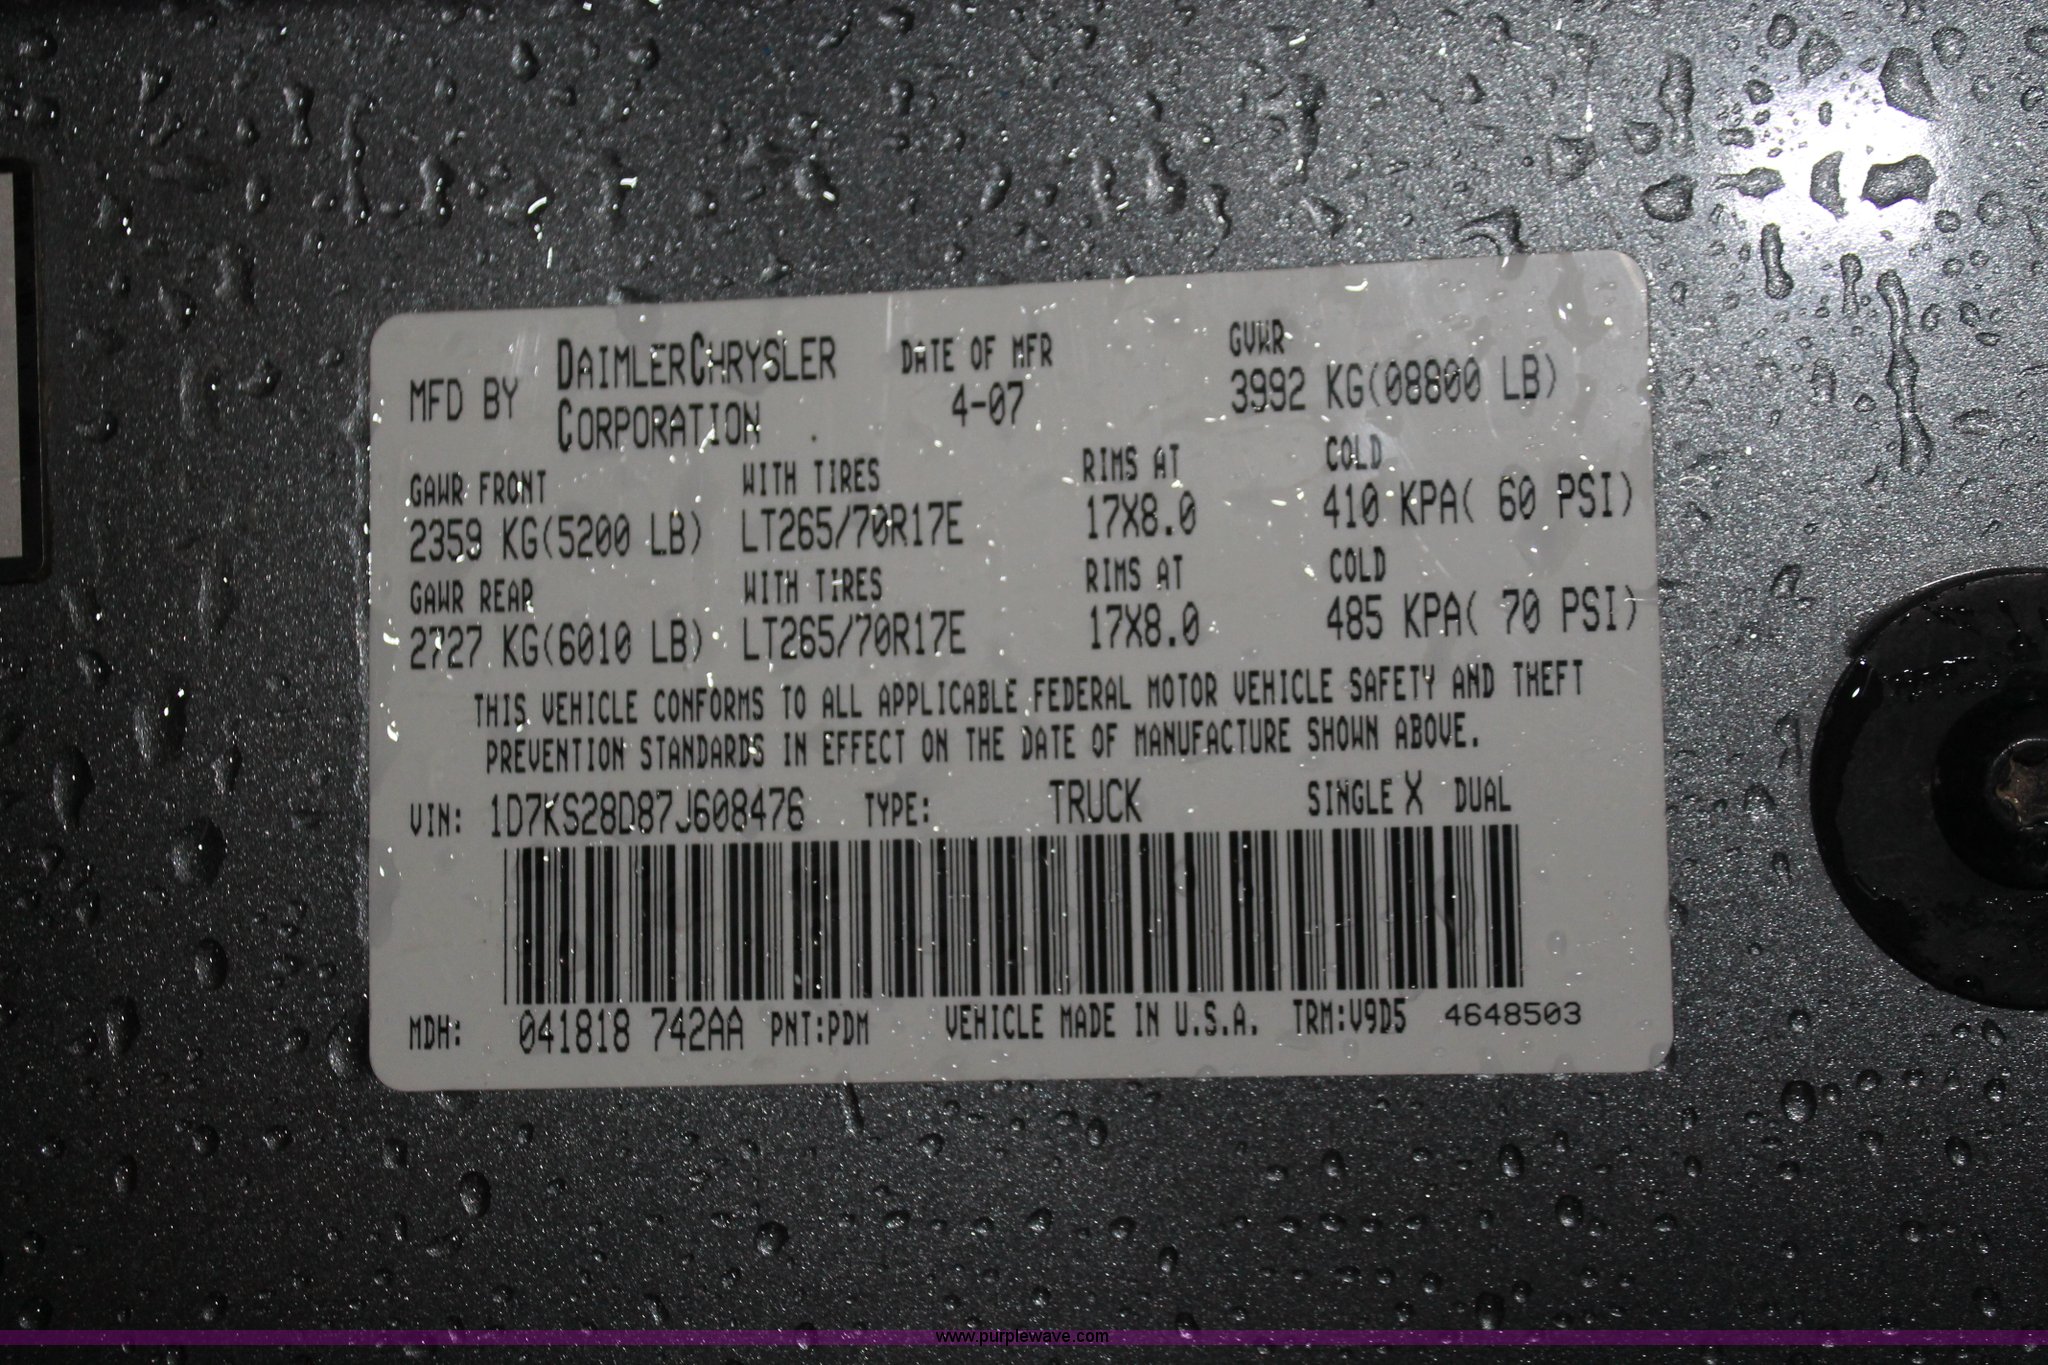 MFD BY DAIMLERCHRYSLER CORPORATION DATE OF MFR 4-07 GVWR 3992 KG(08800 LB)
GAWR FRONT WITH TIRES RIMS AT COLD
2359 KG(5200 LB) LT265/70R17E 17X8.0 410 KPA( 60 PSI)
GAWR REAR WITH TIRES RIMS AT COLD
2727 KG(6010 LB) LT265/70R17E 17X8.0 485 KPA( 70 PSI)
THIS VEHICLE CONFORMS TO ALL APPLICABLE FEDERAL MOTOR VEHICLE SAFETY AND THEFT
PREVENTION STANDARDS IN EFFECT ON THE DATE OF MANUFACTURE SHOWN ABOVE.
VIN: 1D7KS28D87J608476 TYPE: TRUCK SINGLE X DUAL
MDH: 041818 742AA PNT:PDM VEHICLE MADE IN U.S.A. TRM:V9D5 4648503
www.purplewave.com